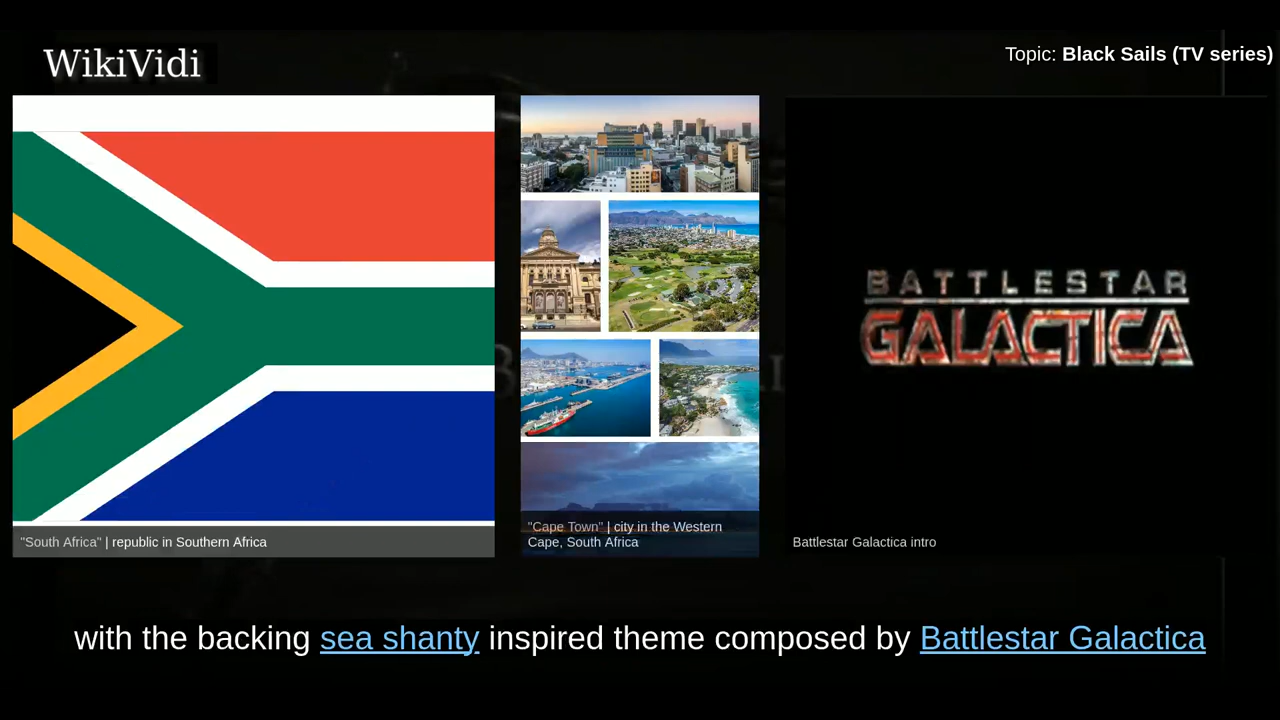 WikiVidi
Topic: Black Sails (TV series)
BATTLESTAR
GALACTICA
"South Africa" | republic in Southern Africa
"Cape Town" | city in the Western
Cape, South Africa
Battlestar Galactica intro
with the backing sea shanty inspired theme composed by Battlestar Galactica